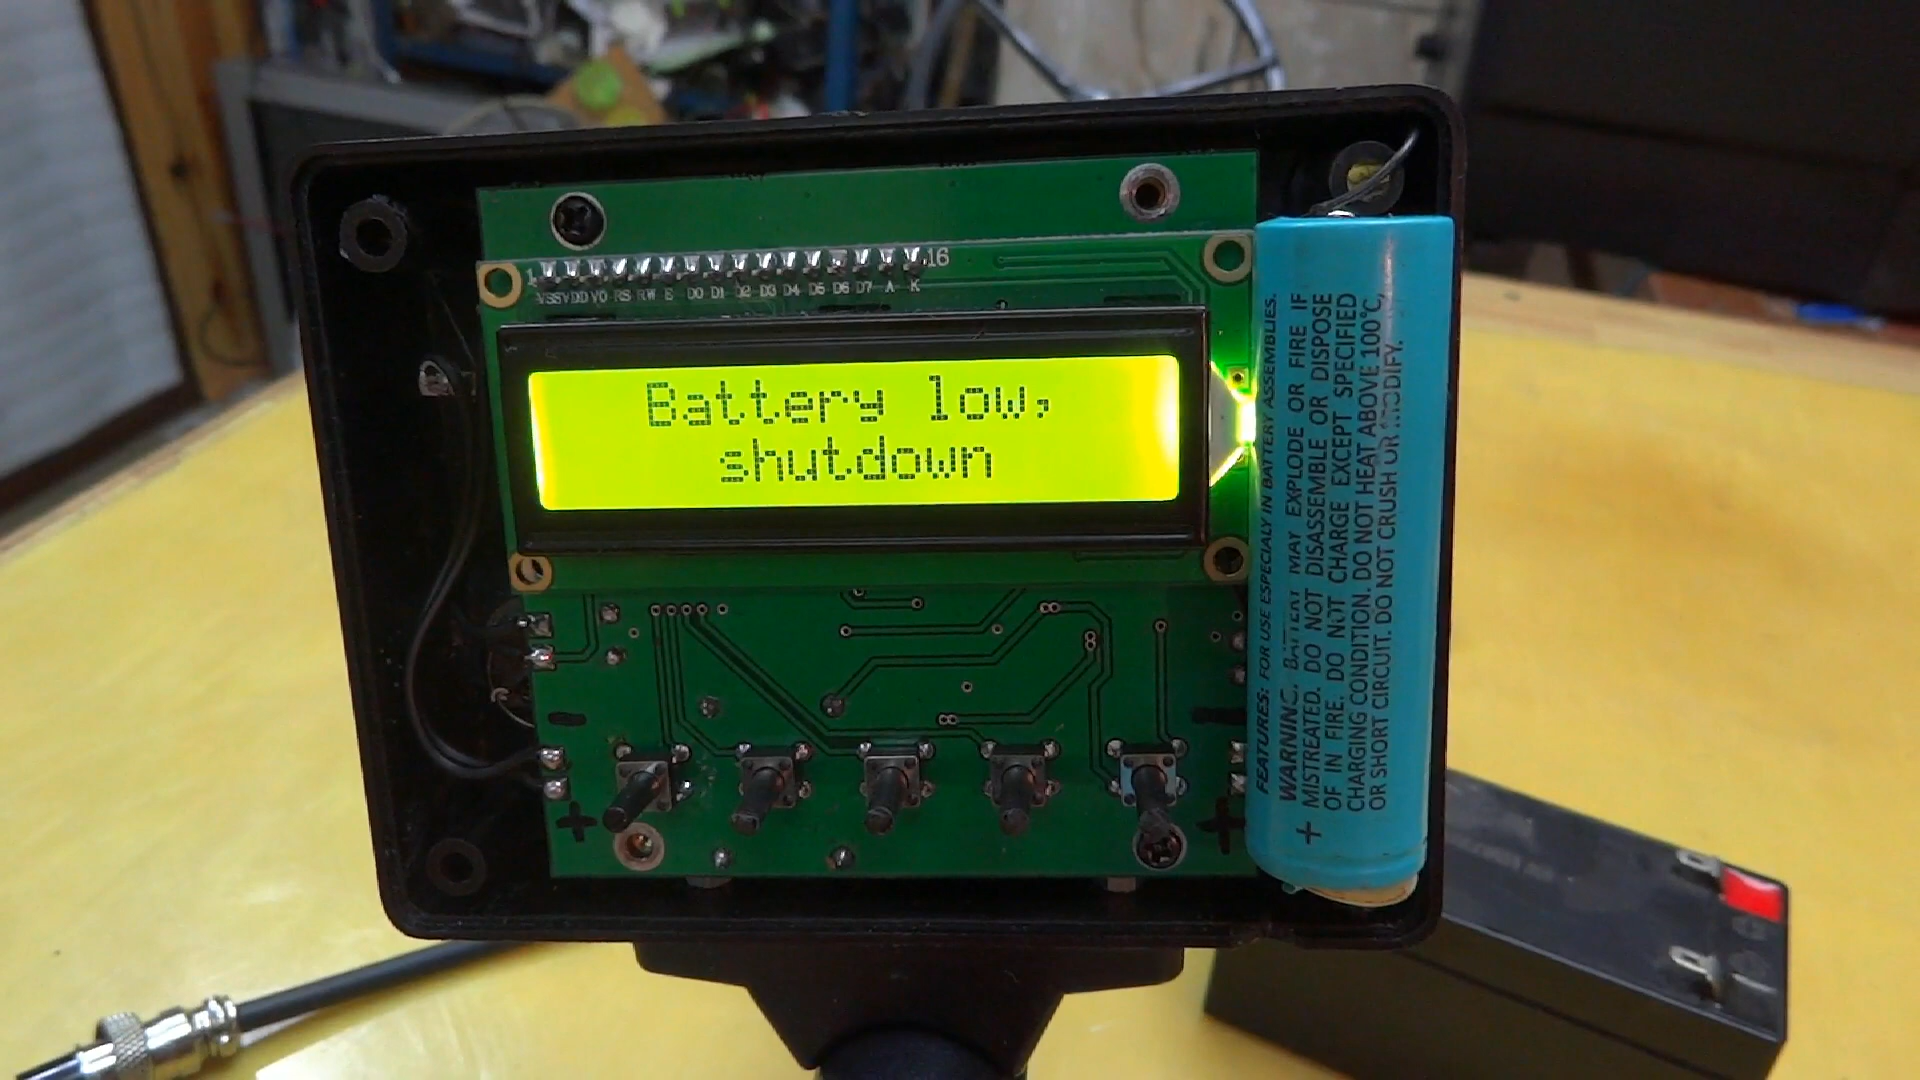 1 16
VSS VDD VO RS RW E D0 D1 D2 D3 D4 D5 D6 D7 A K
Battery low,
shutdown
FEATURES: FOR USE ESPECIALLY IN BATTERY ASSEMBLIES.
WARNING: BATTERY MAY EXPLODE OR FIRE IF
MISTREATED. DO NOT DISASSEMBLE OR DISPOSE
OF IN FIRE. DO NOT CHARGE EXCEPT SPECIFIED
CHARGING CONDITION. DO NOT HEAT ABOVE 100°C,
OR SHORT CIRCUIT. DO NOT CRUSH OR MODIFY.
+
- -
+ +